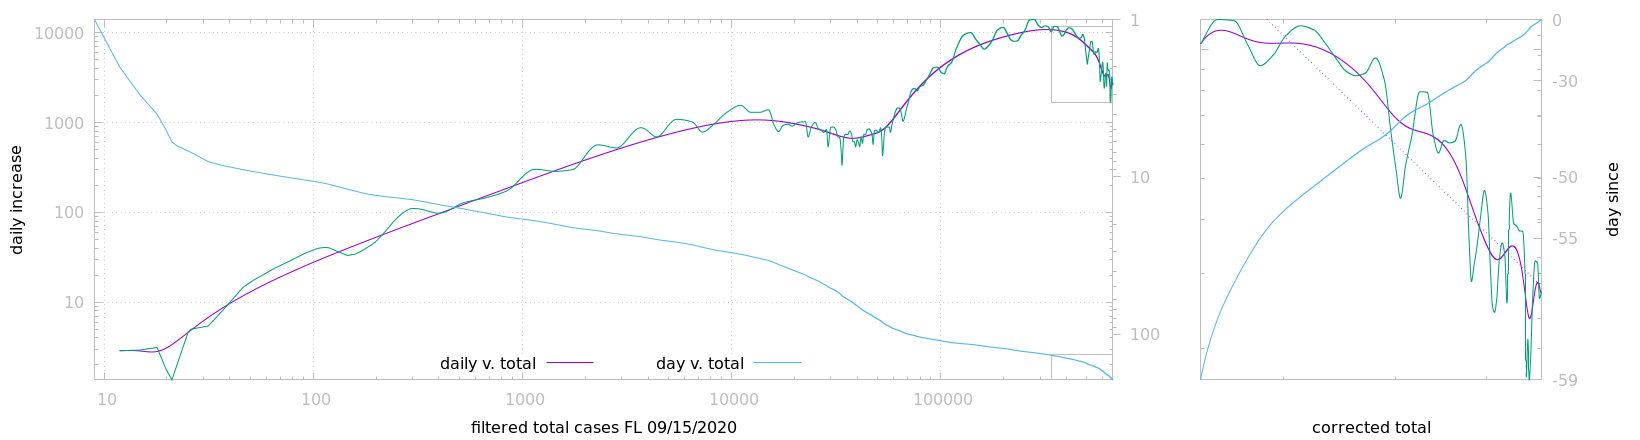 10000
1000
100
10
daily increase
10
100
1000
10000
100000
filtered total cases FL 09/15/2020
daily v. total
day v. total
1
10
100
0
-30
-50
-55
-59
day since
corrected total